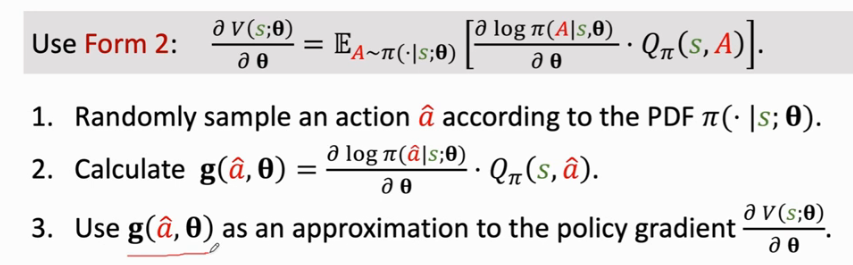 Use Form 2: ∂ V(s;θ) / ∂ θ = 𝔼_{A∼π(·|s;θ)} [ ∂ log π(A|s,θ) / ∂ θ · Q_π(s, A) ].
1. Randomly sample an action â according to the PDF π(· |s; θ).
2. Calculate g(â, θ) = ∂ log π(â|s;θ) / ∂ θ · Q_π(s, â).
3. Use g(â, θ) as an approximation to the policy gradient ∂ V(s;θ) / ∂ θ.